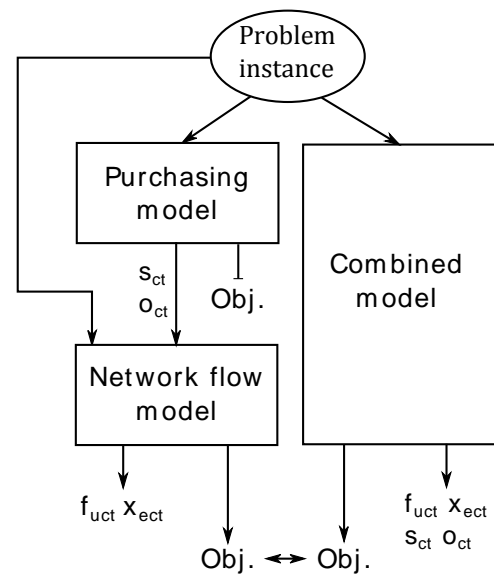 Problem
instance
Purchasing
model
s_ct
o_ct
Obj.
Combined
model
Network flow
model
f_uct x_ect
f_uct x_ect
s_ct o_ct
Obj.
Obj.